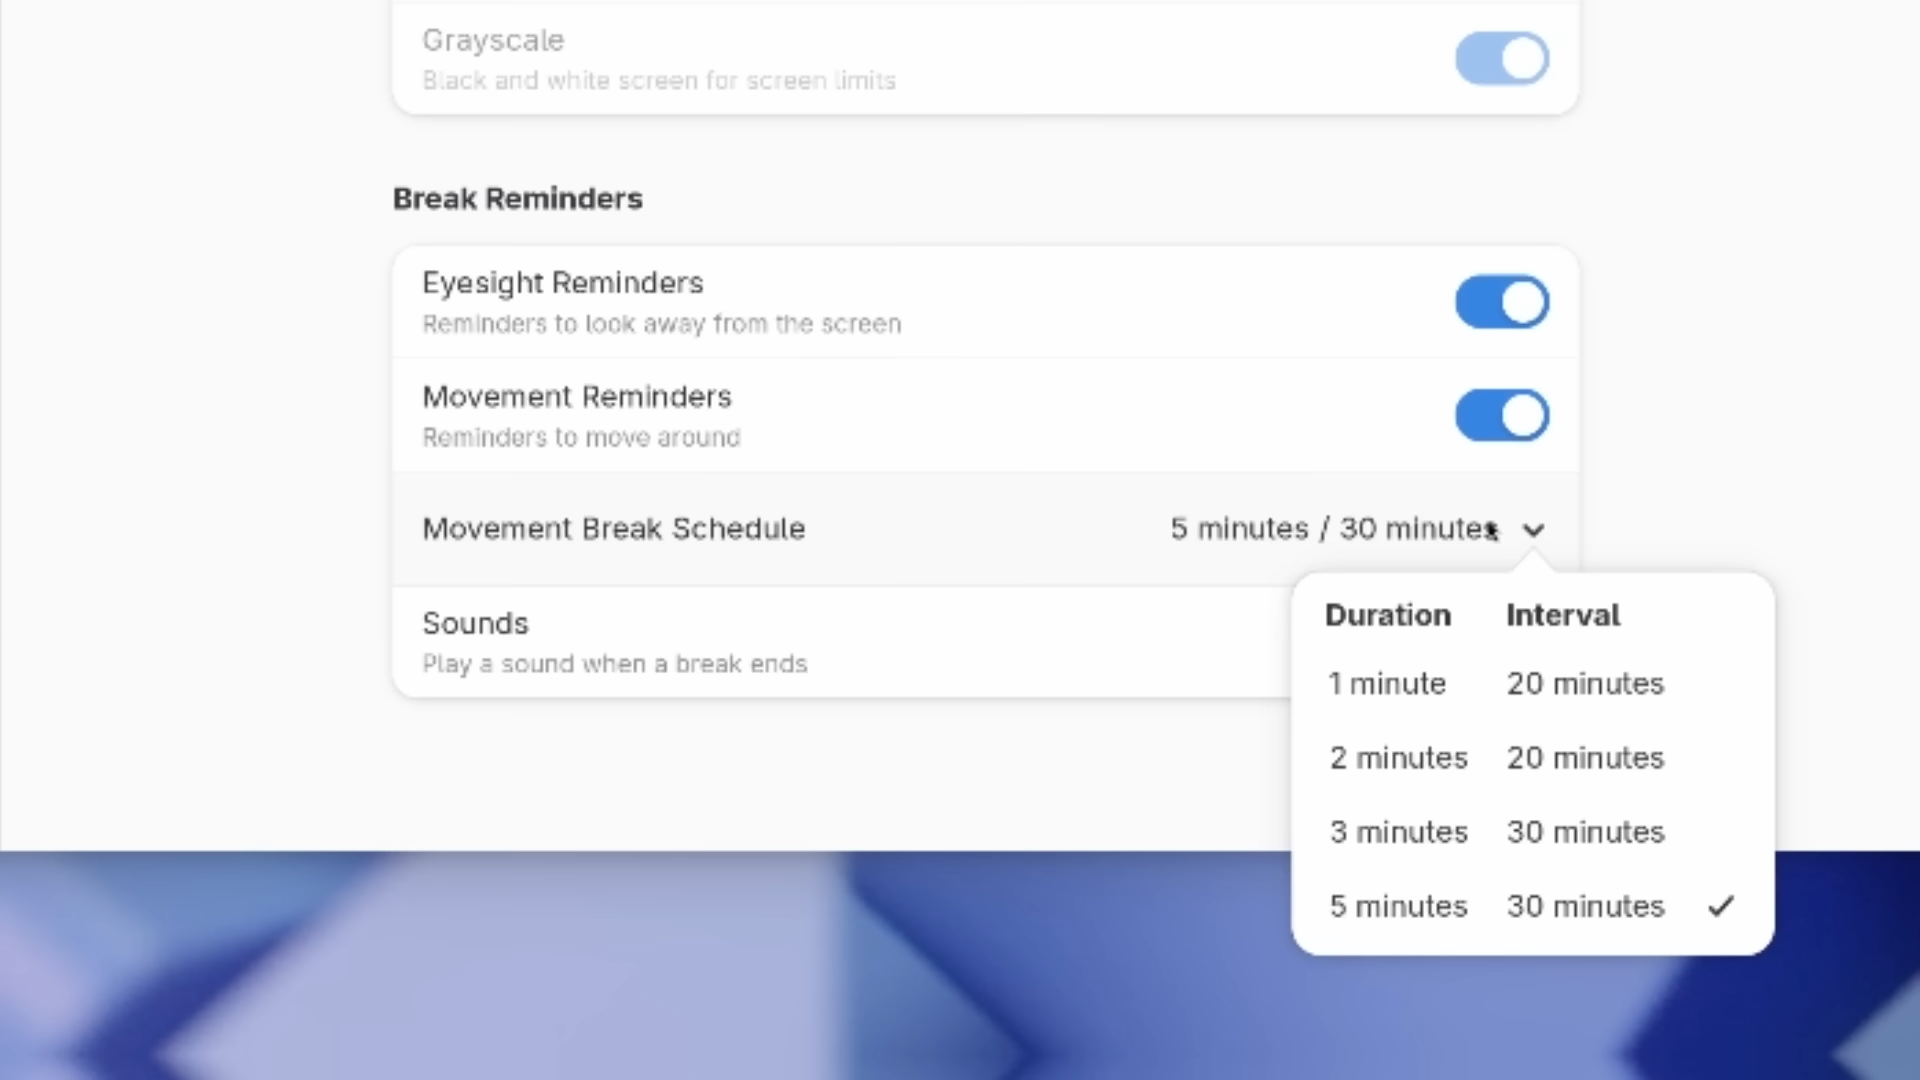 Grayscale
Black and white screen for screen limits
Break Reminders
Eyesight Reminders
Reminders to look away from the screen
Movement Reminders
Reminders to move around
Movement Break Schedule 5 minutes / 30 minutes
Sounds
Play a sound when a break ends
Duration Interval
1 minute 20 minutes
2 minutes 20 minutes
3 minutes 30 minutes
5 minutes 30 minutes